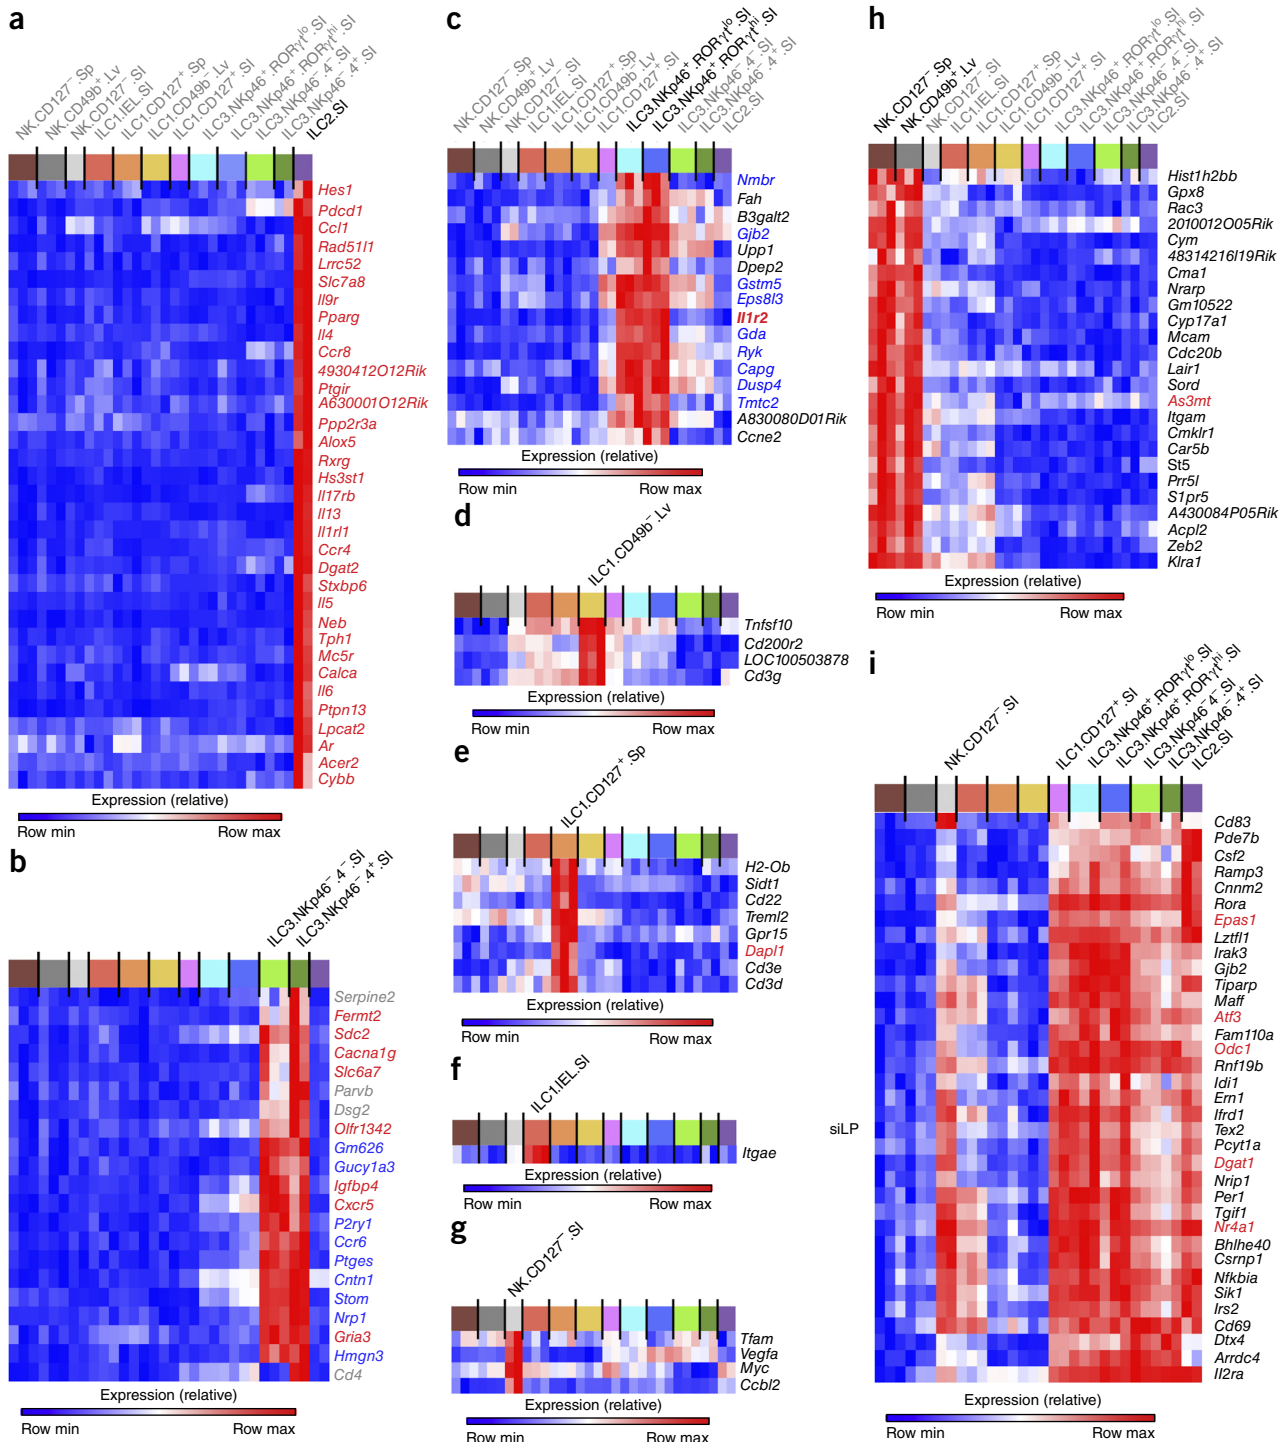 a
NK.CD127⁻.Sp
NK.CD49b⁺.Lv
NK.CD127⁻.SI
ILC1.IEL.SI
ILC1.CD127⁺.Sp
ILC1.CD49b⁻.Lv
ILC1.CD127⁺.SI
ILC3.NKp46⁺.RORγtˡᵒ.SI
ILC3.NKp46⁺.RORγtʰⁱ.SI
ILC3.NKp46⁻.4⁻.SI
ILC3.NKp46⁻.4⁺.SI
ILC2.SI
Hes1
Pdcd1
Ccl1
Rad51l1
Lrrc52
Slc7a8
Il9r
Pparg
Il4
Ccr8
4930412O12Rik
Ptgir
A630001O12Rik
Ppp2r3a
Alox5
Rxrg
Hs3st1
Il17rb
Il13
Il1rl1
Ccr4
Dgat2
Stxbp6
Il5
Neb
Tph1
Mc5r
Calca
Il6
Ptpn13
Lpcat2
Ar
Acer2
Cybb
Expression (relative)
Row min Row max
b
ILC3.NKp46⁻.4⁻.SI
ILC3.NKp46⁻.4⁺.SI
Serpine2
Fermt2
Sdc2
Cacna1g
Slc6a7
Parvb
Dsg2
Olfr1342
Gm626
Gucy1a3
Igfbp4
Cxcr5
P2ry1
Ccr6
Ptges
Cntn1
Stom
Nrp1
Gria3
Hmgn3
Cd4
Expression (relative)
Row min Row max
c
NK.CD127⁻.Sp
NK.CD49b⁺.Lv
NK.CD127⁻.SI
ILC1.IEL.SI
ILC1.CD127⁺.Sp
ILC1.CD49b⁻.Lv
ILC1.CD127⁺.SI
ILC3.NKp46⁺.RORγtˡᵒ.SI
ILC3.NKp46⁺.RORγtʰⁱ.SI
ILC3.NKp46⁻.4⁻.SI
ILC3.NKp46⁻.4⁺.SI
ILC2.SI
Nmbr
Fah
B3galt2
Gjb2
Upp1
Dpep2
Gstm5
Eps8l3
Il1r2
Gda
Ryk
Capg
Dusp4
Tmtc2
A830080D01Rik
Ccne2
Expression (relative)
Row min Row max
d
ILC1.CD49b⁻.Lv
Tnfsf10
Cd200r2
LOC100503878
Cd3g
Expression (relative)
Row min Row max
e
ILC1.CD127⁺.Sp
H2-Ob
Sidt1
Cd22
Treml2
Gpr15
Dapl1
Cd3e
Cd3d
Expression (relative)
Row min Row max
f
ILC1.IEL.SI
Itgae
Expression (relative)
Row min Row max
g
NK.CD127⁻.SI
Tfam
Vegfa
Myc
Ccbl2
Expression (relative)
Row min Row max
h
NK.CD127⁻.Sp
NK.CD49b⁺.Lv
NK.CD127⁻.SI
ILC1.IEL.SI
ILC1.CD127⁺.Sp
ILC1.CD49b⁻.Lv
ILC1.CD127⁺.SI
ILC3.NKp46⁺.RORγtˡᵒ.SI
ILC3.NKp46⁺.RORγtʰⁱ.SI
ILC3.NKp46⁻.4⁻.SI
ILC3.NKp46⁻.4⁺.SI
ILC2.SI
Hist1h2bb
Gpx8
Rac3
2010012O05Rik
Cym
48314216I19Rik
Cma1
Nrarp
Gm10522
Cyp17a1
Mcam
Cdc20b
Lair1
Sord
As3mt
Itgam
Cmklr1
Car5b
St5
Prr5l
S1pr5
A430084P05Rik
Acpl2
Zeb2
Klra1
Expression (relative)
Row min Row max
i
NK.CD127⁻.SI
ILC1.CD127⁺.SI
ILC3.NKp46⁺.RORγtˡᵒ.SI
ILC3.NKp46⁺.RORγtʰⁱ.SI
ILC3.NKp46⁻.4⁻.SI
ILC3.NKp46⁻.4⁺.SI
ILC2.SI
siLP
Cd83
Pde7b
Csf2
Ramp3
Cnnm2
Rora
Epas1
Lztfl1
Irak3
Gjb2
Tiparp
Maff
Atf3
Fam110a
Odc1
Rnf19b
Idi1
Ern1
Ifrd1
Tex2
Pcyt1a
Dgat1
Nrip1
Per1
Tgif1
Nr4a1
Bhlhe40
Csrnp1
Nfkbia
Sik1
Irs2
Cd69
Dtx4
Arrdc4
Il2ra
Expression (relative)
Row min Row max